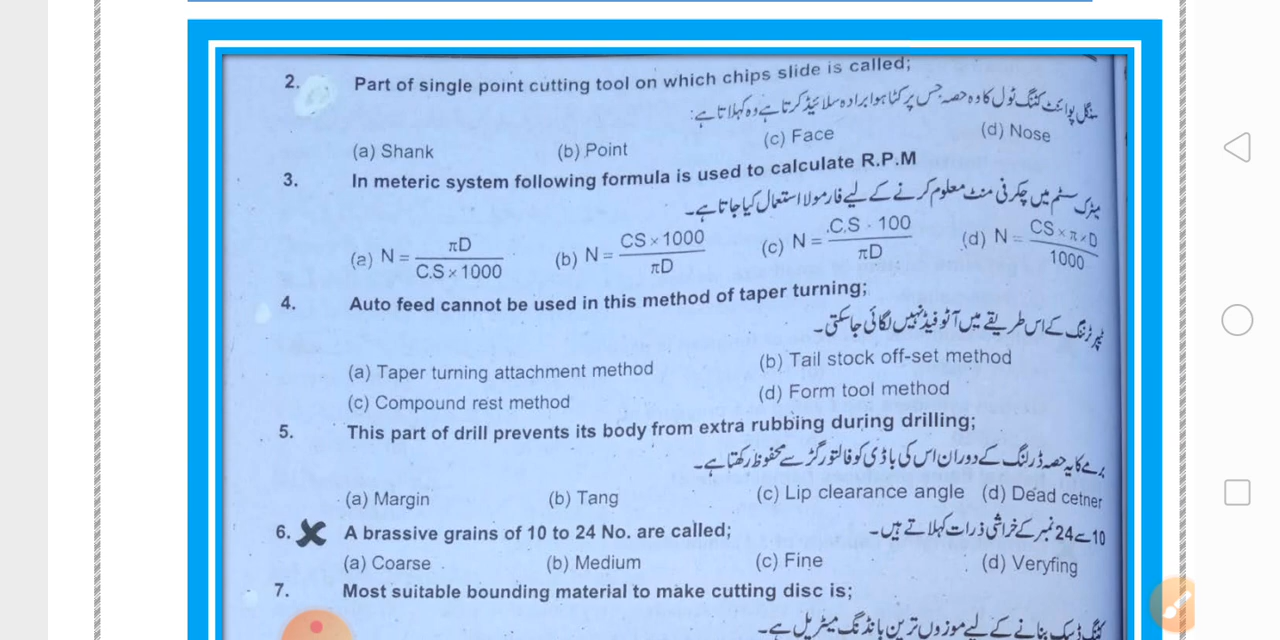 2. Part of single point cutting tool on which chips slide is called;
سنگل پوائنٹ کٹنگ ٹول کا وہ حصہ جس پر کٹا ہوا برادہ سلائیڈ کرتا ہے وہ کہلاتا ہے:
(a) Shank (b) Point (c) Face (d) Nose
3. In meteric system following formula is used to calculate R.P.M
میٹرک سسٹم میں چکر فی منٹ معلوم کرنے کے لیے فارمولا استعمال کیا جاتا ہے۔
(a) N = πD / C.S × 1000 (b) N = CS × 1000 / πD (c) N = .C.S · 100 / πD (d) N = CS × π × D / 1000
4. Auto feed cannot be used in this method of taper turning;
ٹیپر ٹرننگ کے اس طریقے میں آٹو فیڈ نہیں لگائی جا سکتی۔
(a) Taper turning attachment method (b) Tail stock off-set method
(c) Compound rest method (d) Form tool method
5. This part of drill prevents its body from extra rubbing during drilling;
برمے کا یہ حصہ ڈرلنگ کے دوران اس کی باڈی کو فالتو رگڑ سے محفوظ رکھتا ہے۔
(a) Margin (b) Tang (c) Lip clearance angle (d) Dead cetner
6. A brassive grains of 10 to 24 No. are called; 10 سے 24 نمبر کے خراشی ذرات کہلاتے ہیں۔
(a) Coarse (b) Medium (c) Fine (d) Veryfing
7. Most suitable bounding material to make cutting disc is;
کٹنگ ڈسک بنانے کے لیے موزوں ترین بانڈنگ میٹریل ہے۔